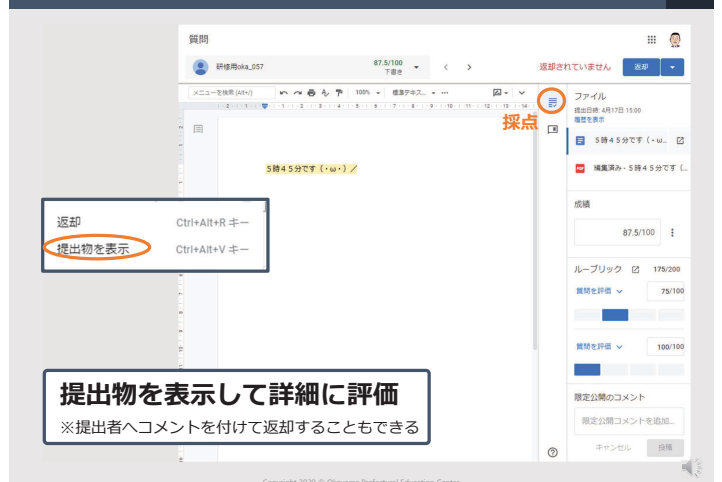 質問
研修用oka_057
87.5/100
下書き
返却されていません
返却
メニューを検索 (Alt+/)
100%
標準テキス...
採点
ファイル
提出日時: 4月17日 15:00
履歴を表示
5時45分です (・ω...
PDF
編集済み - 5時45分です (...
5時45分です (・ω・) ／
成績
87.5/100
返却 Ctrl+Alt+R キー
提出物を表示 Ctrl+Alt+V キー
ルーブリック 175/200
質問を評価 75/100
質問を評価 100/100
提出物を表示して詳細に評価
※提出者へコメントを付けて返却することもできる
限定公開のコメント
限定公開コメントを追加...
キャンセル 投稿
Copyright 2020 © Okayama Prefectural Education Center